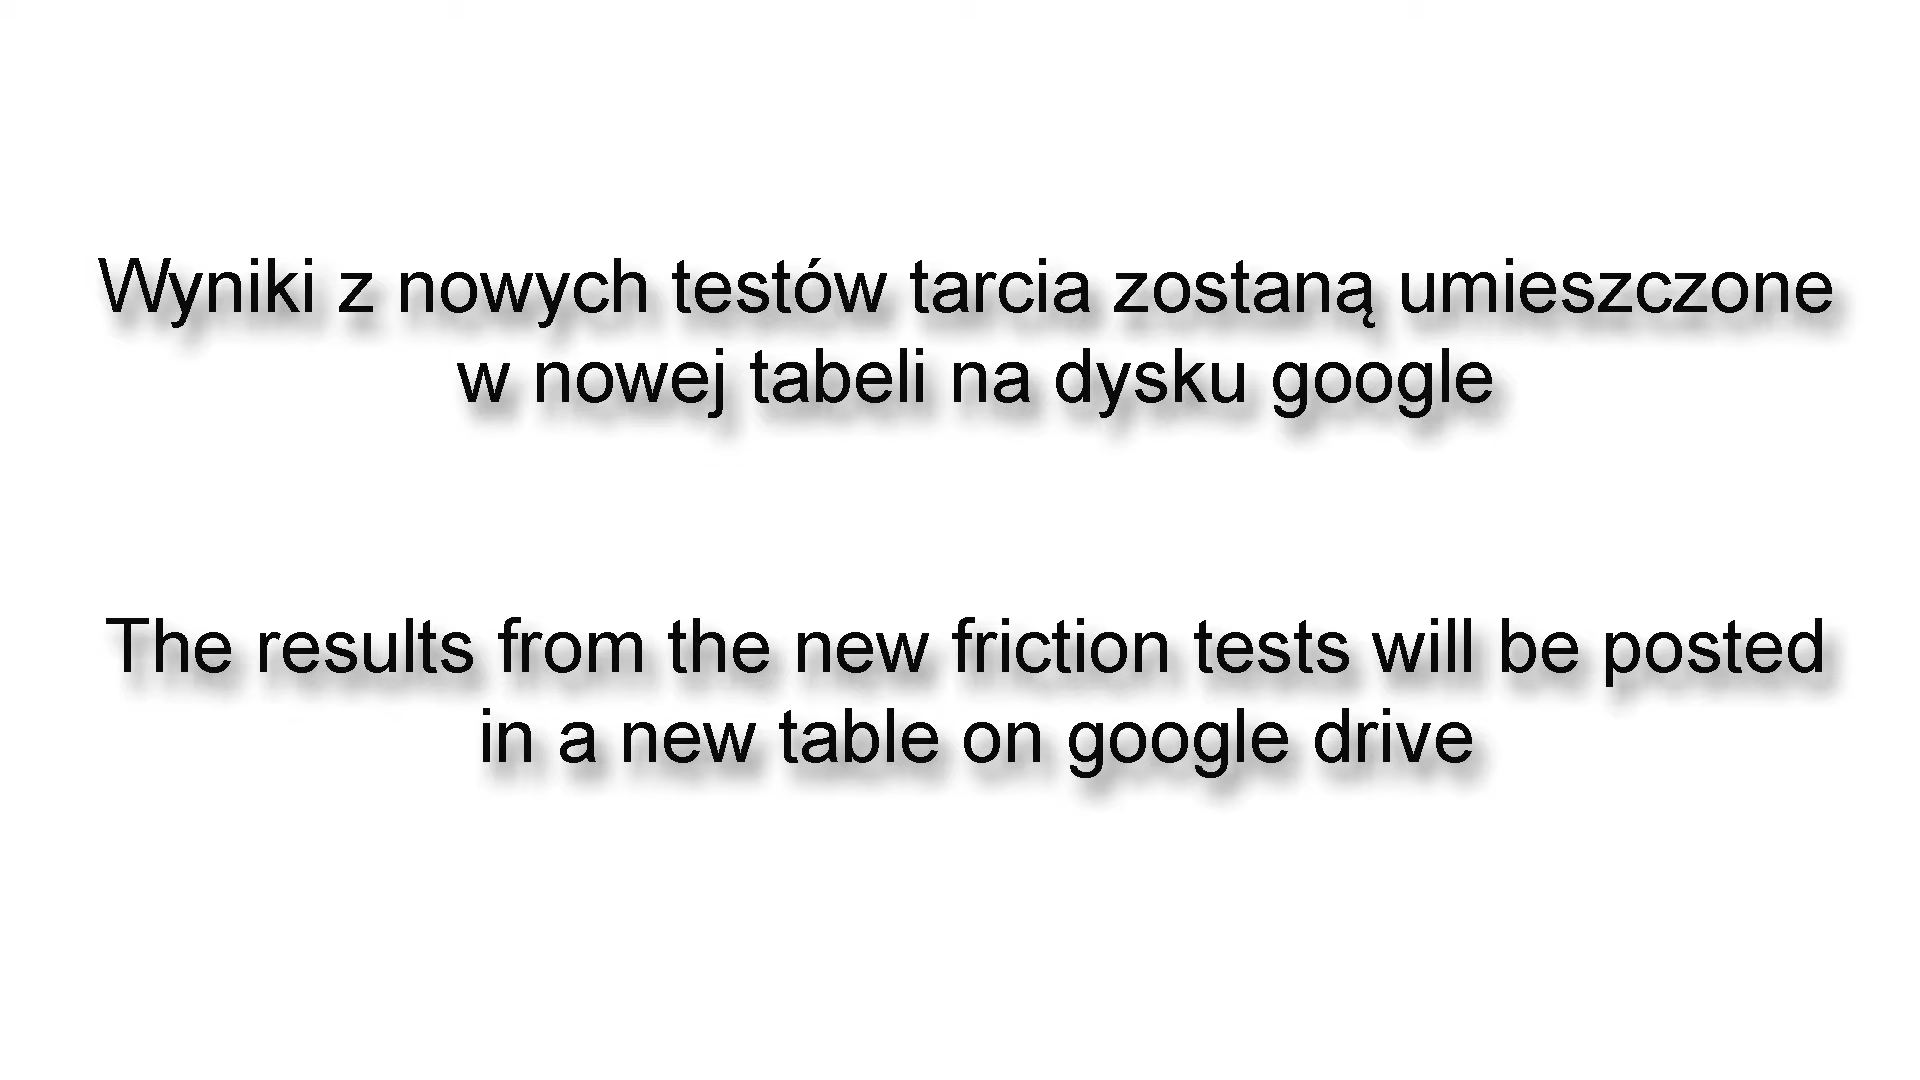 Wyniki z nowych testów tarcia zostaną umieszczone
w nowej tabeli na dysku google
The results from the new friction tests will be posted
in a new table on google drive